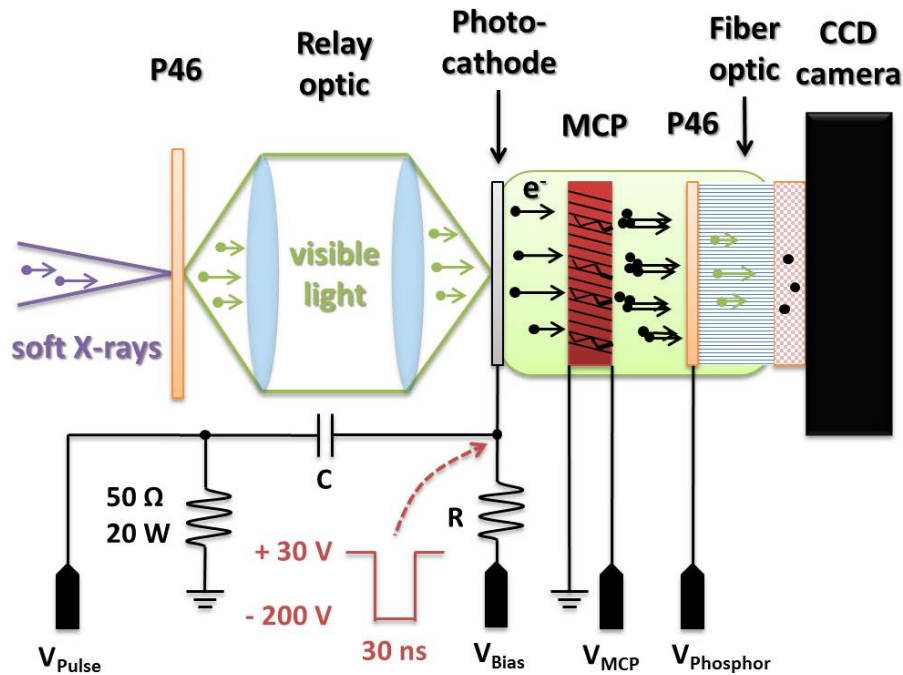 P46
Relay
optic
Photo-
cathode
MCP
P46
Fiber
optic
CCD
camera
e-
visible
light
soft X-rays
50 Ω
20 W
C
R
+ 30 V
- 200 V
30 ns
VPulse
VBias
VMCP
VPhosphor